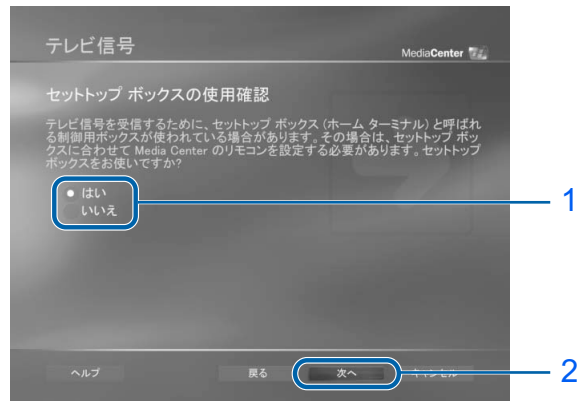 テレビ信号
MediaCenter
セットトップ ボックスの使用確認
テレビ信号を受信するために、セットトップ ボックス (ホーム ターミナル) と呼ばれ
る制御用ボックスが使われている場合があります。その場合は、セットトップ ボッ
クスに合わせて Media Center のリモコンを設定する必要があります。セットトップ
ボックスをお使いですか?
はい
いいえ
1
ヘルプ
戻る
次へ
キャンセル
2